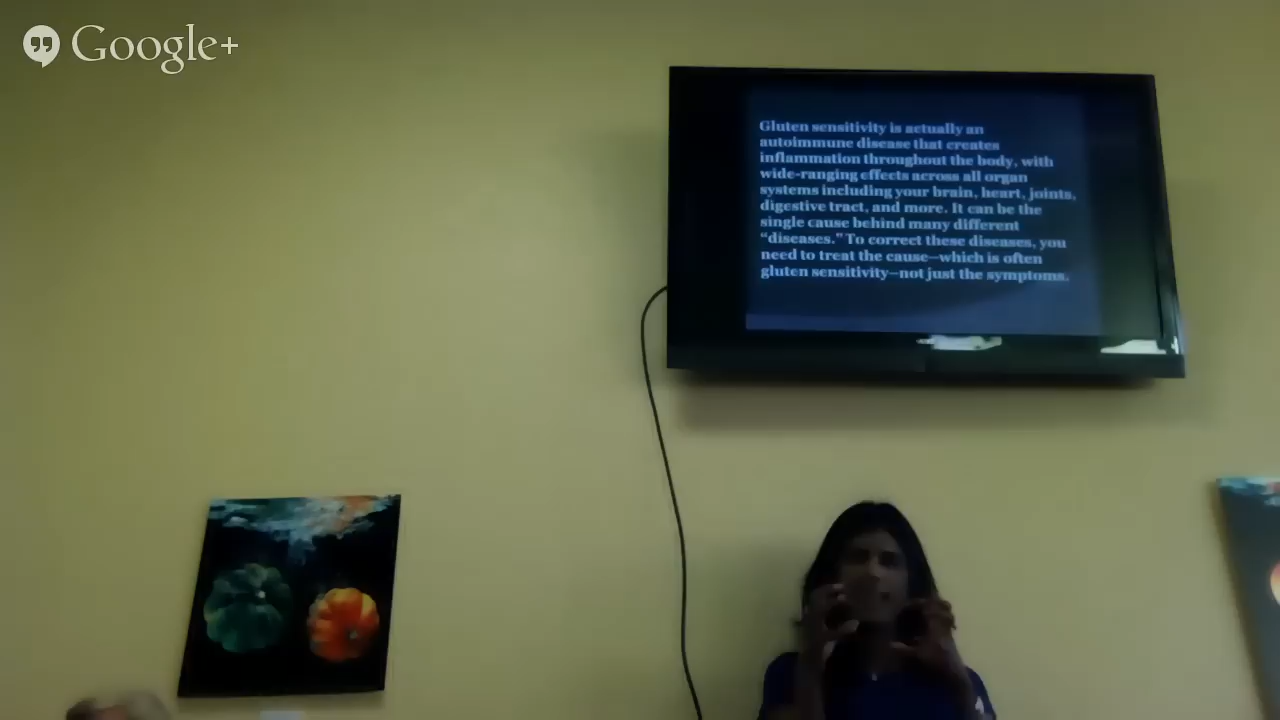 Google+
Gluten sensitivity is actually an
autoimmune disease that creates
inflammation throughout the body, with
wide-ranging effects across all organ
systems including your brain, heart, joints,
digestive tract, and more. It can be the
single cause behind many different
“diseases.” To correct these diseases, you
need to treat the cause—which is often
gluten sensitivity—not just the symptoms.